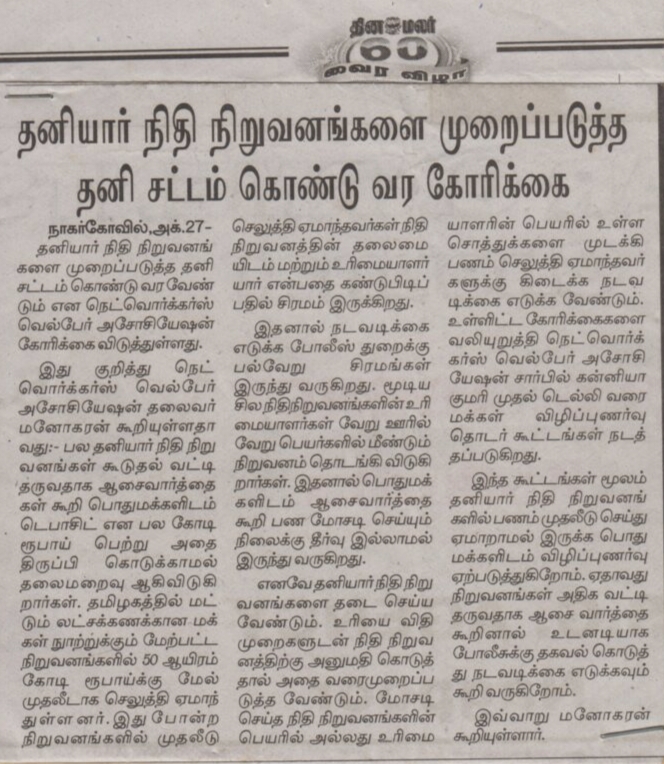 தினமலர்
60
வைர விழா
தனியார் நிதி நிறுவனங்களை முறைப்படுத்த
தனி சட்டம் கொண்டு வர கோரிக்கை
நாகர்கோவில்,அக்.27-
தனியார் நிதி நிறுவனங்
களை முறைப்படுத்த தனி
சட்டம் கொண்டு வர வேண்
டும் என நெட்வொர்க்கர்ஸ்
வெல்பேர் அசோசியேஷன்
கோரிக்கை விடுத்துள்ளது.
இது குறித்து நெட்
வொர்க்கர்ஸ் வெல்பேர்
அசோசியேஷன் தலைவர்
மனோகரன் கூறியுள்ளதா
வது:- பல தனியார் நிதி நிறு
வனங்கள் கூடுதல் வட்டி
தருவதாக ஆசைவார்த்தை
கள் கூறி பொதுமக்களிடம்
டெபாசிட் என பல கோடி
ரூபாய் பெற்று அதை
திருப்பி கொடுக்காமல்
தலைமறைவு ஆகிவிடுகி
றார்கள். தமிழகத்தில் மட்
டும் லட்சக்கணக்கான மக்
கள் நூற்றுக்கும் மேற்பட்ட
நிறுவனங்களில் 50 ஆயிரம்
கோடி ரூபாய்க்கு மேல்
முதலீடாக செலுத்தி ஏமாந்
துள்ளனர். இது போன்ற
நிறுவனங்களில் முதலீடு
செலுத்தி ஏமாந்தவர்கள் நிதி
நிறுவனத்தின் தலைமை
யிடம் மற்றும் உரிமையாளர்
யார் என்பதை கண்டுபிடிப்
பதில் சிரமம் இருக்கிறது.
இதனால் நடவடிக்கை
எடுக்க போலீஸ் துறைக்கு
பல்வேறு சிரமங்கள்
இருந்து வருகிறது. மூடிய
சில நிதிநிறுவனங்களின் உரி
மையாளர்கள் வேறு ஊரில்
வேறு பெயர்களில் மீண்டும்
நிறுவனம் தொடங்கி விடுகி
றார்கள். இதனால் பொதுமக்
களிடம் ஆசைவார்த்தை
கூறி பண மோசடி செய்யும்
நிலைக்கு தீர்வு இல்லாமல்
இருந்து வருகிறது.
எனவே தனியார் நிதி நிறு
வனங்களை தடை செய்ய
வேண்டும். உரியை விதி
முறைகளுடன் நிதி நிறுவ
னத்திற்கு அனுமதி கொடுத்
தால் அதை வரைமுறைப்ப
டுத்த வேண்டும். மோசடி
செய்த நிதி நிறுவனங்களின்
பெயரில் அல்லது உரிமை
யாளரின் பெயரில் உள்ள
சொத்துக்களை முடக்கி
பணம் செலுத்தி ஏமாந்தவர்
களுக்கு கிடைக்க நடவ
டிக்கை எடுக்க வேண்டும்.
உள்ளிட்ட கோரிக்கைகளை
வலியுறுத்தி நெட்வொர்க்
கர்ஸ் வெல்பேர் அசோசி
யேஷன் சார்பில் கன்னியா
குமரி முதல் டெல்லி வரை
மக்கள் விழிப்புணர்வு
தொடர் கூட்டங்கள் நடத்
தப்படுகிறது.
இந்த கூட்டங்கள் மூலம்
தனியார் நிதி நிறுவனங்
களில் பணம் முதலீடு செய்து
ஏமாறாமல் இருக்க பொது
மக்களிடம் விழிப்புணர்வு
ஏற்படுத்துகிறோம். ஏதாவது
நிறுவனங்கள் அதிக வட்டி
தருவதாக ஆசை வார்த்தை
கூறினால் உடனடியாக
போலீசுக்கு தகவல் கொடுத்
து நடவடிக்கை எடுக்கவும்
கூறி வருகிறோம்.
இவ்வாறு மனோகரன்
கூறியுள்ளார்.